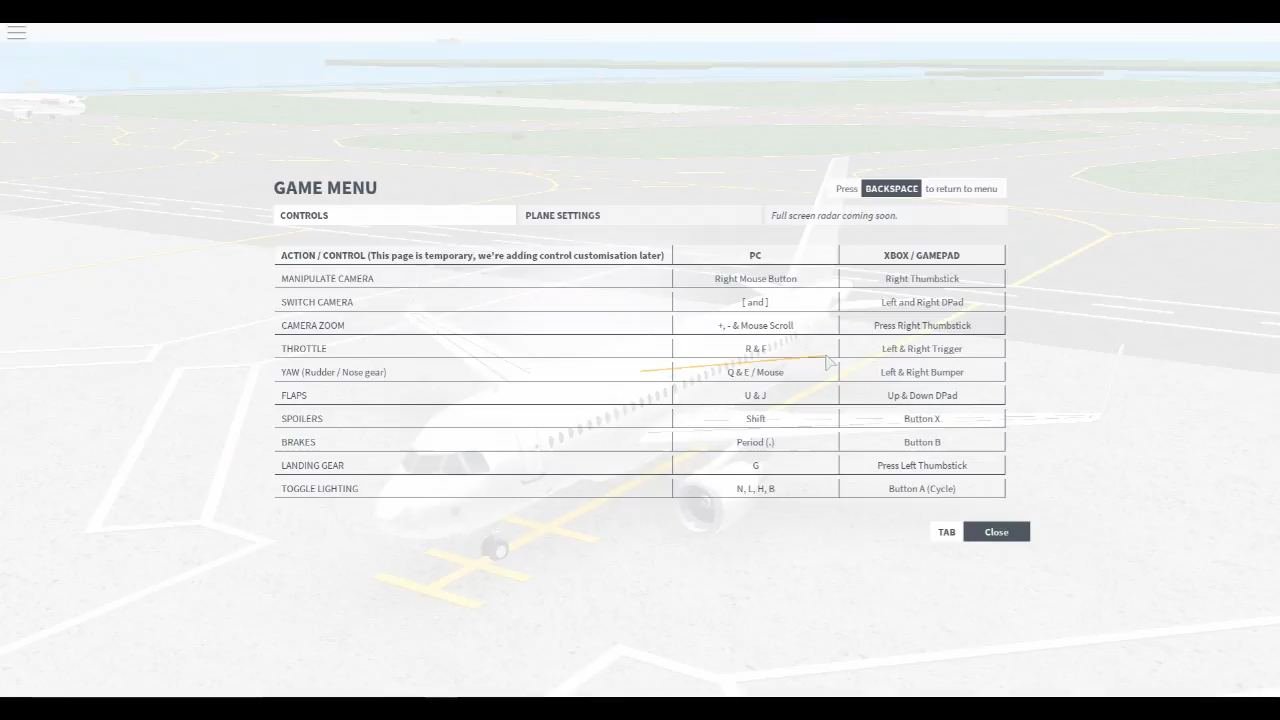 GAME MENU
Press BACKSPACE to return to menu
CONTROLS PLANE SETTINGS Full screen radar coming soon.
ACTION / CONTROL (This page is temporary, we're adding control customisation later) PC XBOX / GAMEPAD
MANIPULATE CAMERA Right Mouse Button Right Thumbstick
SWITCH CAMERA [ and ] Left and Right DPad
CAMERA ZOOM +, - & Mouse Scroll Press Right Thumbstick
THROTTLE R & F Left & Right Trigger
YAW (Rudder / Nose gear) Q & E / Mouse Left & Right Bumper
FLAPS U & J Up & Down DPad
SPOILERS Shift Button X
BRAKES Period (.) Button B
LANDING GEAR G Press Left Thumbstick
TOGGLE LIGHTING N, L, H, B Button A (Cycle)
TAB Close